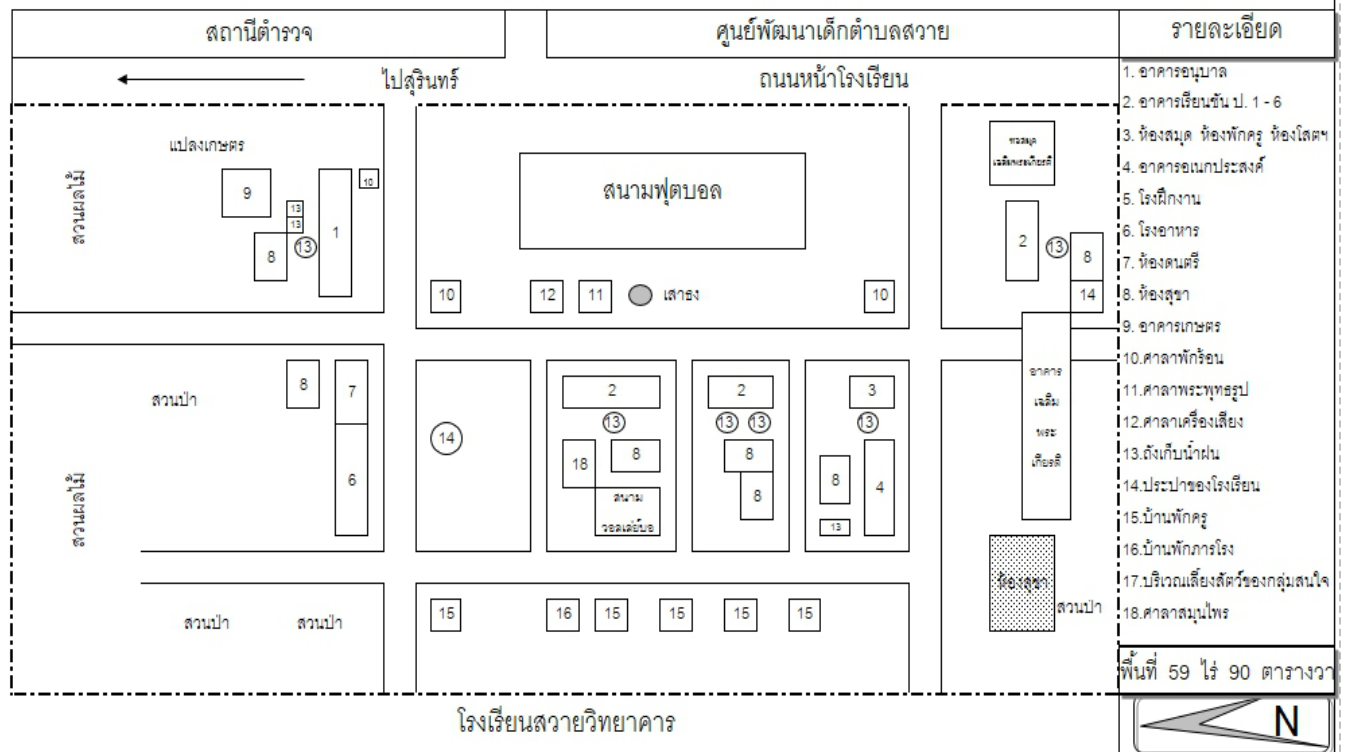 สถานีตำรวจ
ศูนย์พัฒนาเด็กตำบลสวาย
รายละเอียด
ไปสุรินทร์
ถนนหน้าโรงเรียน
1. อาคารอนุบาล
2. อาคารเรียนชั้น ป. 1 - 6
3. ห้องสมุด ห้องพักครู ห้องโสตฯ
4. อาคารอเนกประสงค์
5. โรงฝึกงาน
6. โรงอาหาร
7. ห้องดนตรี
8. ห้องสุขา
9. อาคารเกษตร
10.ศาลาพักร้อน
11.ศาลาพระพุทธรูป
12.ศาลาเครื่องเสียง
13.ถังเก็บน้ำฝน
14.ประปาของโรงเรียน
15.บ้านพักครู
16.บ้านพักภารโรง
17.บริเวณเลี้ยงสัตว์ของกลุ่มสนใจ
18.ศาลาสมุนไพร
พื้นที่ 59 ไร่ 90 ตารางวา
N
แปลงเกษตร
สวนผลไม้
9
13
13
13
8
1
10
สนามฟุตบอล
10
12
11
เสาธง
10
หอสมุด
เฉลิมพระเกียรติ
2
13
8
14
สวนป่า
สวนผลไม้
8
7
6
14
2
13
18
8
สนาม
วอลเล่ย์บอ
2
13
13
8
8
3
13
8
13
4
อาคาร
เฉลิม
พระ
เกียรติ
ห้องสุขา
สวนป่า
สวนป่า
สวนป่า
15
16
15
15
15
15
โรงเรียนสวายวิทยาคาร